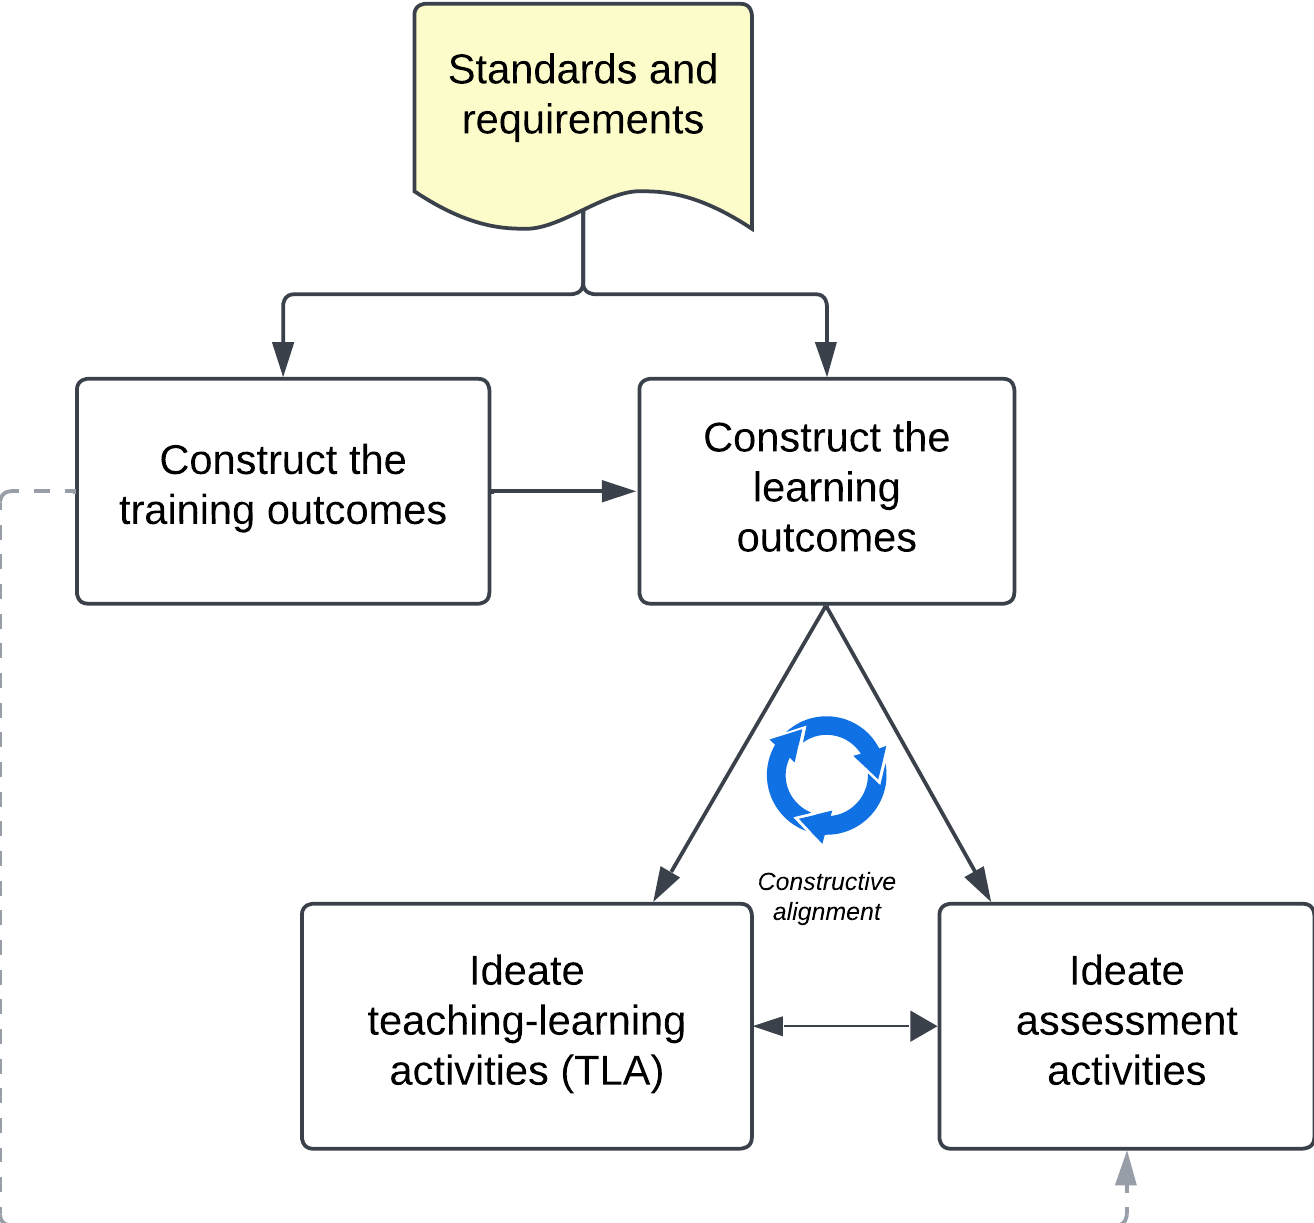 Standards and
requirements
Construct the
training outcomes
Construct the
learning
outcomes
Constructive
alignment
Ideate
teaching-learning
activities (TLA)
Ideate
assessment
activities